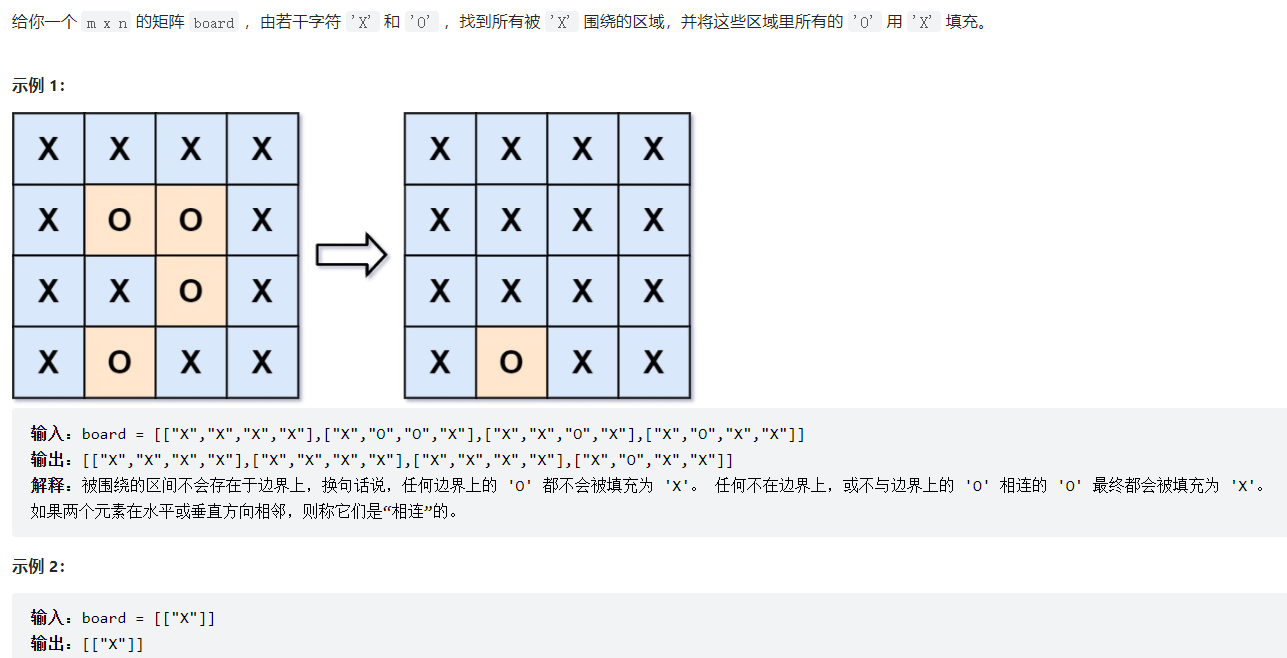 给你一个 m x n 的矩阵 board ，由若干字符 'X' 和 'O' ，找到所有被 'X' 围绕的区域，并将这些区域里所有的 'O' 用 'X' 填充。
示例 1：
X X X X X X X X
X O O X X X X X
X X O X X X X X
X O X X X O X X
输入：board = [["X","X","X","X"],["X","O","O","X"],["X","X","O","X"],["X","O","X","X"]]
输出：[["X","X","X","X"],["X","X","X","X"],["X","X","X","X"],["X","O","X","X"]]
解释：被围绕的区间不会存在于边界上，换句话说，任何边界上的 'O' 都不会被填充为 'X'。 任何不在边界上，或不与边界上的 'O' 相连的 'O' 最终都会被填充为 'X'。
如果两个元素在水平或垂直方向相邻，则称它们是“相连”的。
示例 2：
输入：board = [["X"]]
输出：[["X"]]